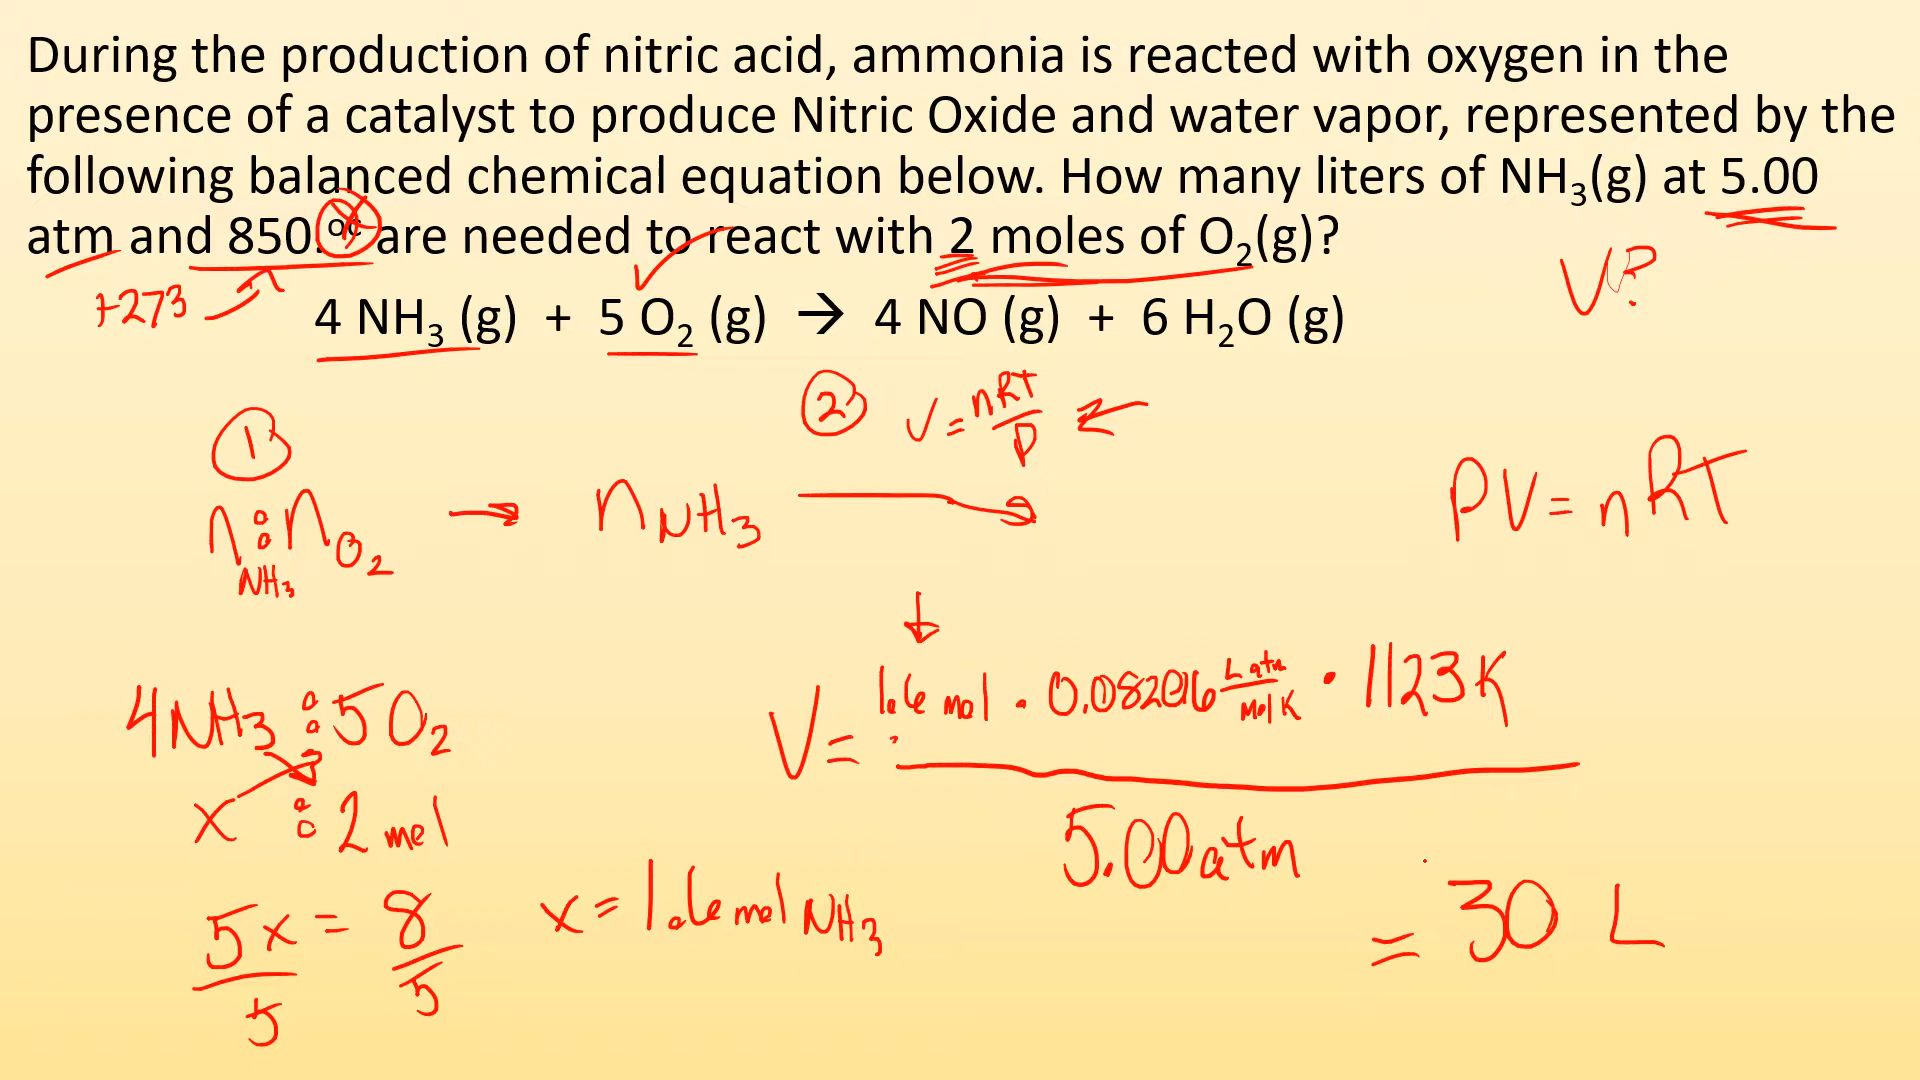 During the production of nitric acid, ammonia is reacted with oxygen in the
presence of a catalyst to produce Nitric Oxide and water vapor, represented by the
following balanced chemical equation below. How many liters of NH₃(g) at 5.00
atm and 850.ºc are needed to react with 2 moles of O₂(g)?
+273
V?
4 NH₃ (g) + 5 O₂ (g) → 4 NO (g) + 6 H₂O (g)
1
2 V = nRT/P
n NH₃ : n O₂ → n NH₃ →
PV = nRT
4NH₃ : 5O₂
x : 2 mol
5x/5 = 8/5
x = 1.6 mol NH₃
V = 1.6 mol · 0.08206 L atm/mol K · 1123 K
5.00 atm
= 30 L